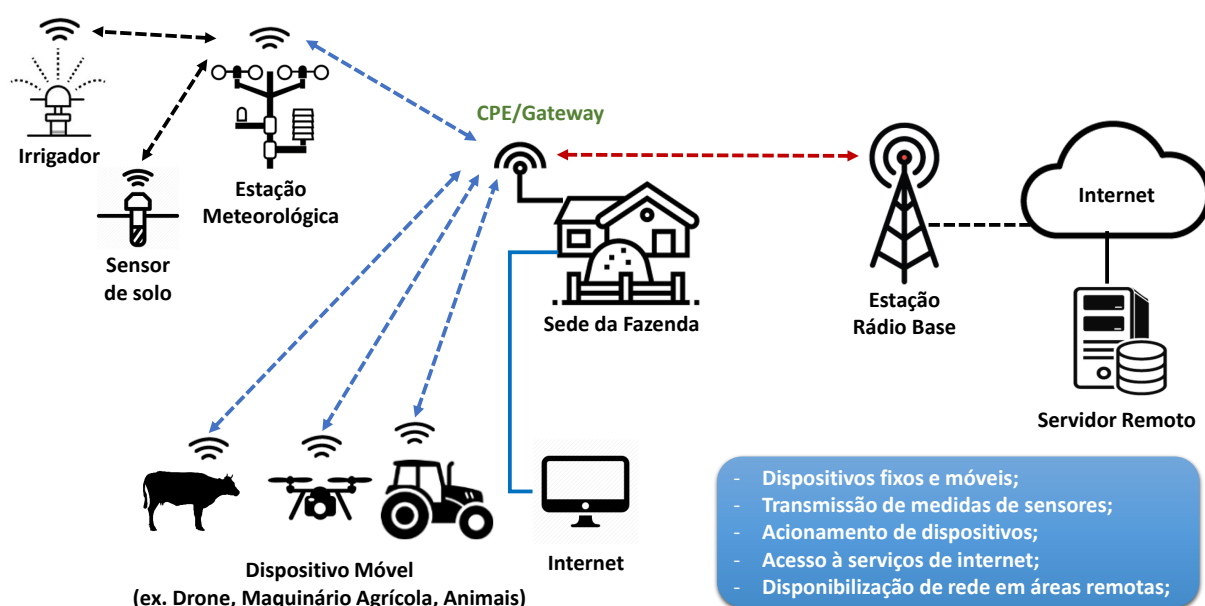 CPE/Gateway
Irrigador
Estação
Meteorológica
Sensor
de solo
Sede da Fazenda
Estação
Rádio Base
Internet
Servidor Remoto
Internet
Dispositivo Móvel
(ex. Drone, Maquinário Agrícola, Animais)
- Dispositivos fixos e móveis;
- Transmissão de medidas de sensores;
- Acionamento de dispositivos;
- Acesso à serviços de internet;
- Disponibilização de rede em áreas remotas;